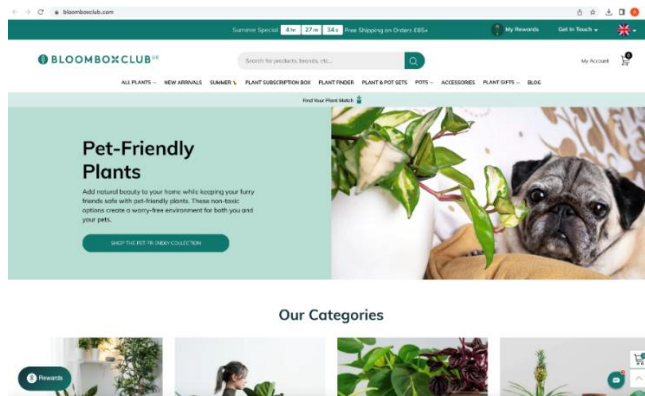 bloomboxclub.com
Summer Special 4 hr 27 m 34 s Free Shipping on Orders £65+
My Rewards
Get In Touch
BLOOMBOXCLUB UK
Search for products, brands, etc...
My Account
0
ALL PLANTS NEW ARRIVALS SUMMER PLANT SUBSCRIPTION BOX PLANT FINDER PLANT & POT SETS POTS ACCESSORIES PLANT GIFTS BLOG
Find Your Plant Match
Pet-Friendly
Plants
Add natural beauty to your home while keeping your furry
friends safe with pet-friendly plants. These non-toxic
options create a worry-free environment for both you and
your pets.
SHOP THE PET-FRIENDLY COLLECTION
Our Categories
Rewards